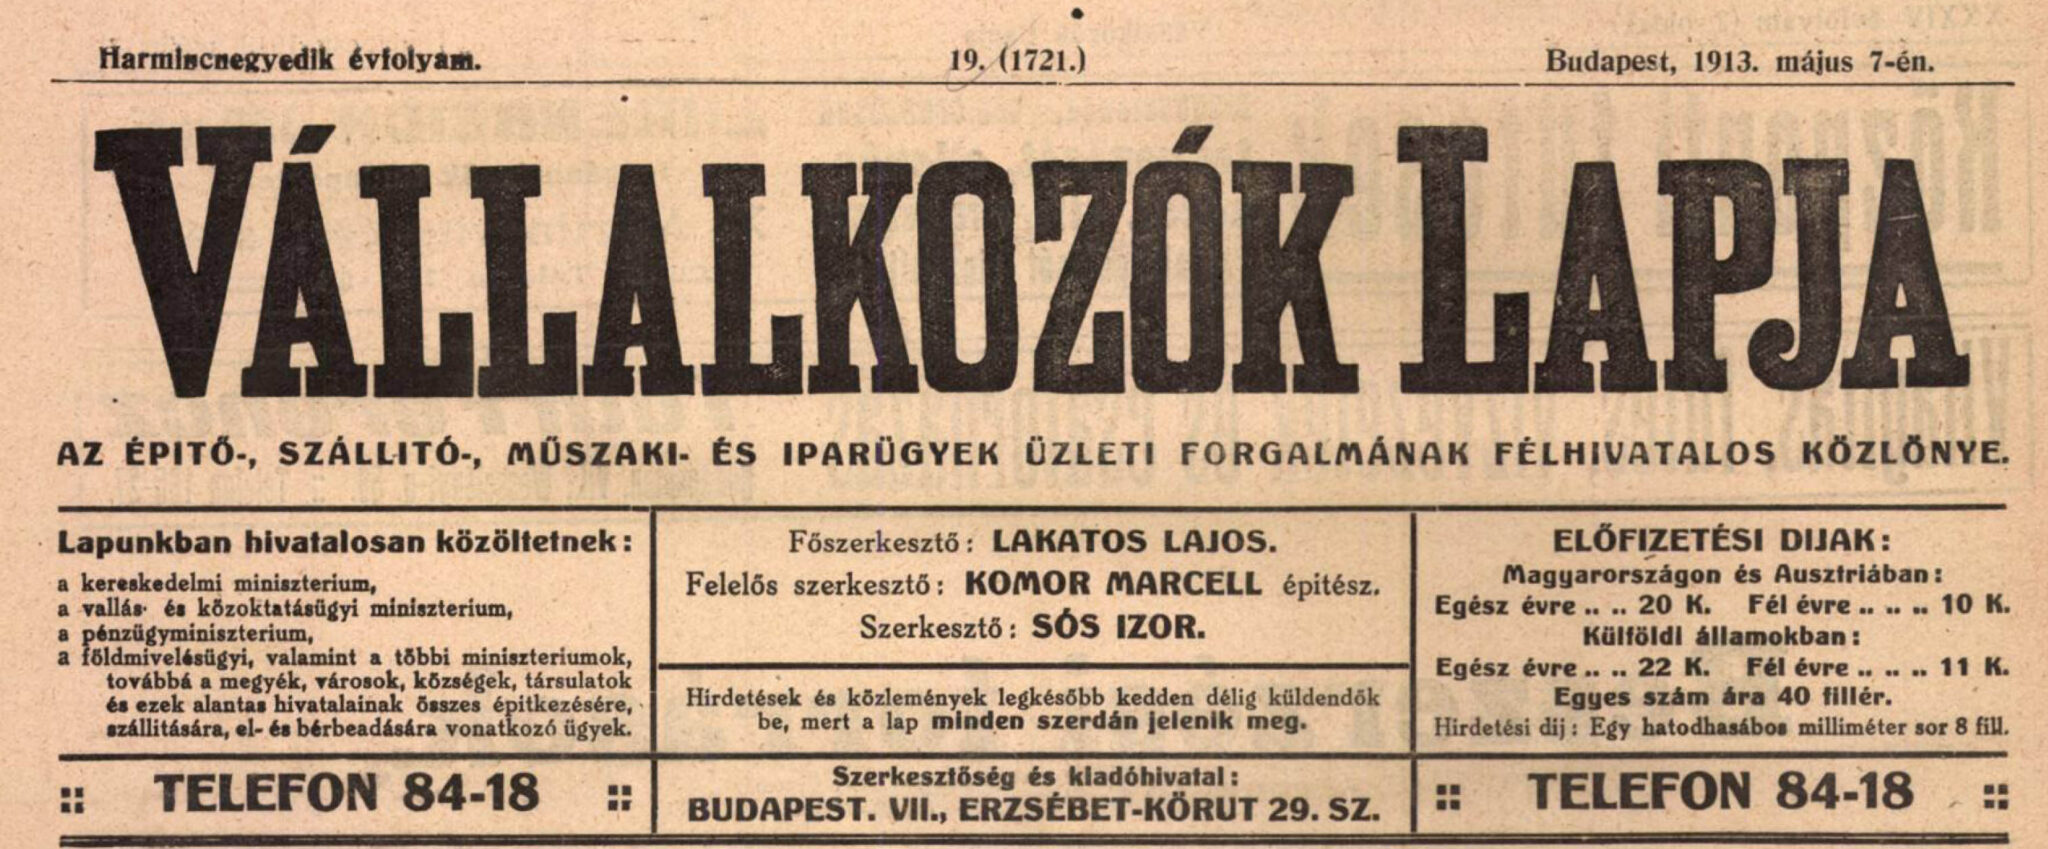 Harmincnegyedik évfolyam.
19. (1721.)
Budapest, 1913. május 7-én.
VÁLLALKOZÓK LAPJA
AZ ÉPITŐ-, SZÁLLITÓ-, MŰSZAKI- ÉS IPARÜGYEK ÜZLETI FORGALMÁNAK FÉLHIVATALOS KÖZLÖNYE.
Lapunkban hivatalosan közöltetnek:
a kereskedelmi miniszterium,
a vallás- és közoktatásügyi miniszterium,
a pénzügyminiszterium,
a földmivelésügyi, valamint a többi miniszteriumok,
továbbá a megyék, városok, községek, társulatok
és ezek alantas hivatalainak összes épitkezésére,
szállitására, el- és bérbeadására vonatkozó ügyek.
:: TELEFON 84-18 ::
Főszerkesztő: LAKATOS LAJOS.
Felelős szerkesztő: KOMOR MARCELL épitész.
Szerkesztő: SÓS IZOR.
Hirdetések és közlemények legkésőbb kedden délig küldendők
be, mert a lap minden szerdán jelenik meg.
Szerkesztőség és kiadóhivatal:
BUDAPEST. VII., ERZSÉBET-KÖRUT 29. SZ.
ELŐFIZETÉSI DIJAK:
Magyarországon és Ausztriában:
Egész évre .. .. 20 K. Fél évre .. .. .. 10 K.
Külföldi államokban:
Egész évre .. .. 22 K. Fél évre .. .. .. 11 K.
Egyes szám ára 40 fillér.
Hirdetési dij: Egy hatodhasábos milliméter sor 8 fill.
:: TELEFON 84-18 ::